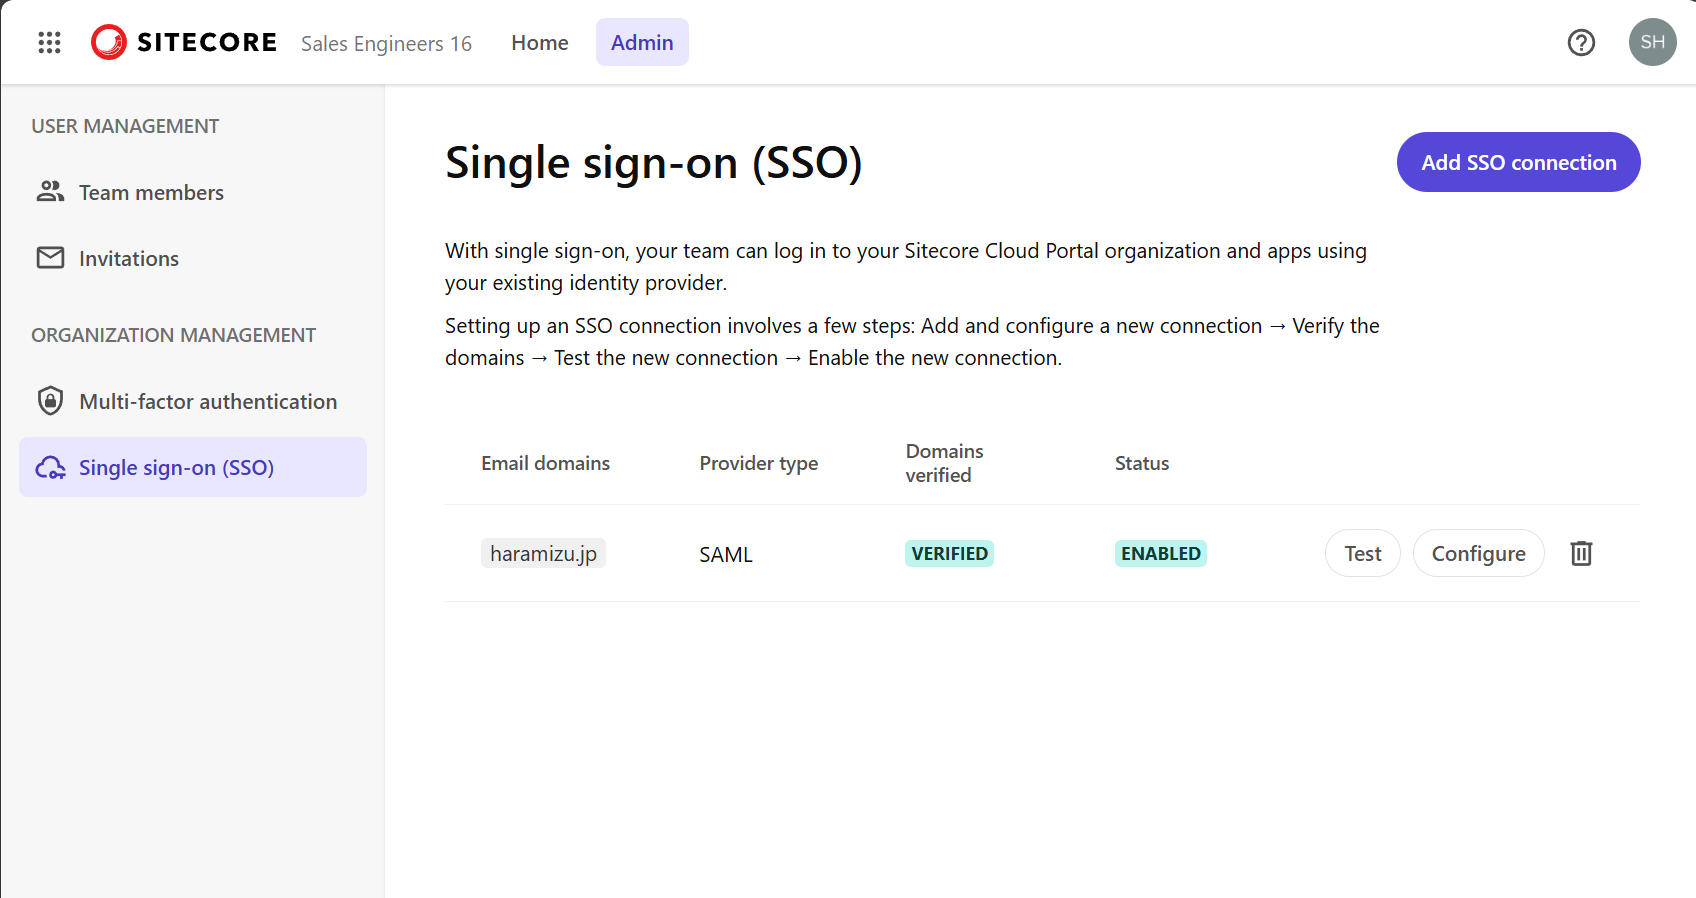 SITECORE Sales Engineers 16 Home Admin SH
USER MANAGEMENT
Team members
Invitations
ORGANIZATION MANAGEMENT
Multi-factor authentication
Single sign-on (SSO)
Single sign-on (SSO)
Add SSO connection
With single sign-on, your team can log in to your Sitecore Cloud Portal organization and apps using
your existing identity provider.
Setting up an SSO connection involves a few steps: Add and configure a new connection → Verify the
domains → Test the new connection → Enable the new connection.
Email domains Provider type Domains verified Status
haramizu.jp SAML VERIFIED ENABLED Test Configure